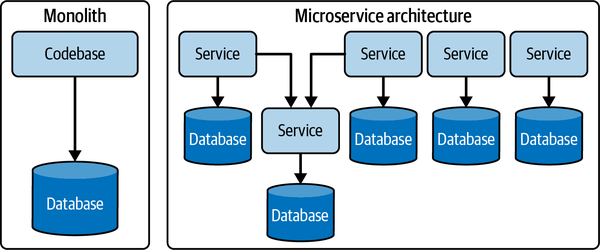 Monolith
Codebase
Database
Microservice architecture
Service
Service
Service
Service
Database
Service
Database
Database
Database
Database